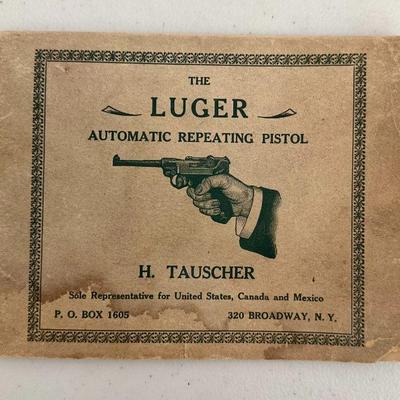 THE
LUGER
AUTOMATIC REPEATING PISTOL
H. TAUSCHER
Sole Representative for United States, Canada and Mexico
P. O. BOX 1605 320 BROADWAY, N. Y.